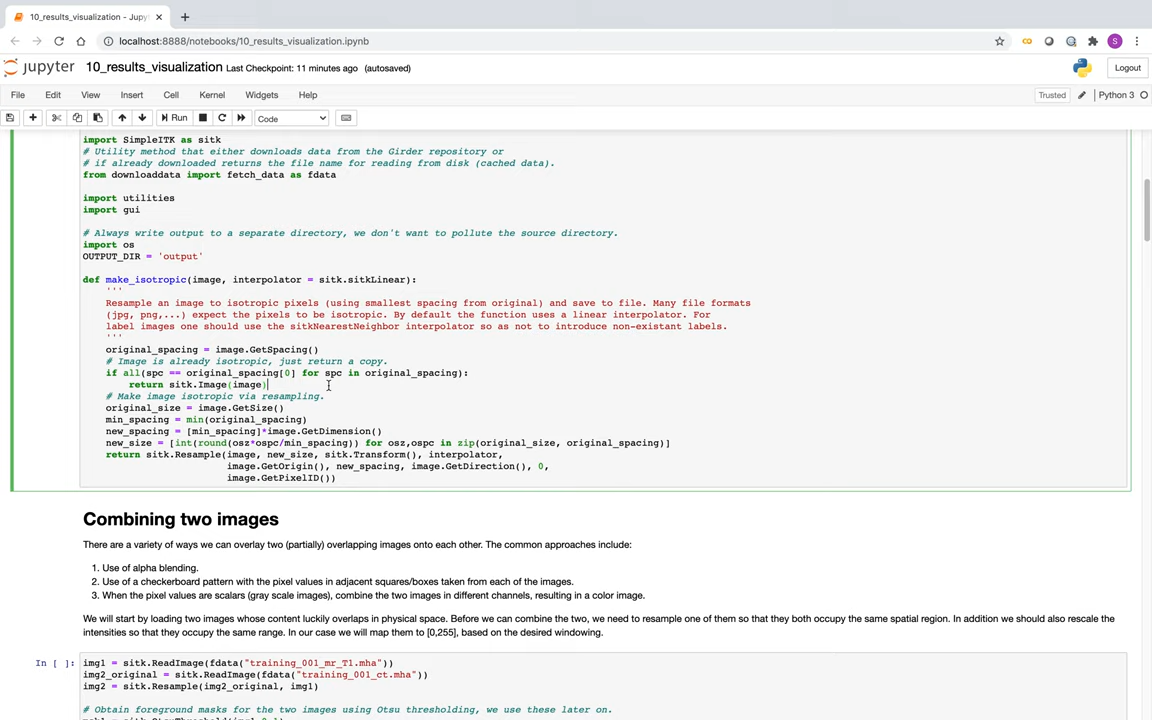 10_results_visualization - Jupy
localhost:8888/notebooks/10_results_visualization.ipynb
S
jupyter 10_results_visualization Last Checkpoint: 11 minutes ago (autosaved)
Logout
File Edit View Insert Cell Kernel Widgets Help
Trusted Python 3
Run Code
import SimpleITK as sitk
# Utility method that either downloads data from the Girder repository or
# if already downloaded returns the file name for reading from disk (cached data).
from downloaddata import fetch_data as fdata
import utilities
import gui
# Always write output to a separate directory, we don't want to pollute the source directory.
import os
OUTPUT_DIR = 'output'
def make_isotropic(image, interpolator = sitk.sitkLinear):
'''
Resample an image to isotropic pixels (using smallest spacing from original) and save to file. Many file formats
(jpg, png,...) expect the pixels to be isotropic. By default the function uses a linear interpolator. For
label images one should use the sitkNearestNeighbor interpolator so as not to introduce non-existant labels.
'''
original_spacing = image.GetSpacing()
# Image is already isotropic, just return a copy.
if all(spc == original_spacing[0] for spc in original_spacing):
return sitk.Image(image)
# Make image isotropic via resampling.
original_size = image.GetSize()
min_spacing = min(original_spacing)
new_spacing = [min_spacing]*image.GetDimension()
new_size = [int(round(osz*ospc/min_spacing)) for osz,ospc in zip(original_size, original_spacing)]
return sitk.Resample(image, new_size, sitk.Transform(), interpolator,
image.GetOrigin(), new_spacing, image.GetDirection(), 0,
image.GetPixelID())
Combining two images
There are a variety of ways we can overlay two (partially) overlapping images onto each other. The common approaches include:
1. Use of alpha blending.
2. Use of a checkerboard pattern with the pixel values in adjacent squares/boxes taken from each of the images.
3. When the pixel values are scalars (gray scale images), combine the two images in different channels, resulting in a color image.
We will start by loading two images whose content luckily overlaps in physical space. Before we can combine the two, we need to resample one of them so that they both occupy the same spatial region. In addition we should also rescale the
intensities so that they occupy the same range. In our case we will map them to [0,255], based on the desired windowing.
In [ ]: img1 = sitk.ReadImage(fdata("training_001_mr_T1.mha"))
img2_original = sitk.ReadImage(fdata("training_001_ct.mha"))
img2 = sitk.Resample(img2_original, img1)
# Obtain foreground masks for the two images using Otsu thresholding, we use these later on.